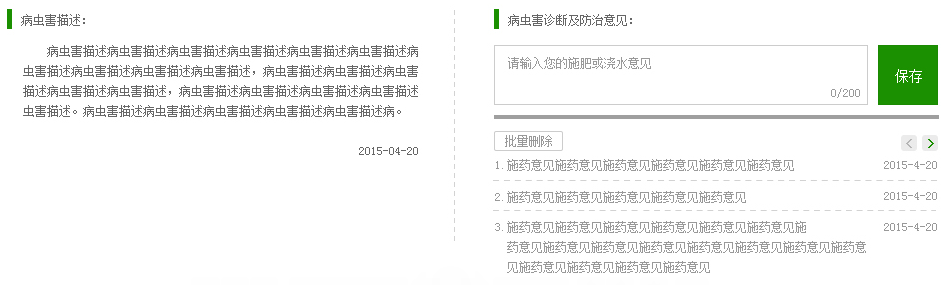 病虫害描述:
病虫害描述病虫害描述病虫害描述病虫害描述病虫害描述病虫害描述病
虫害描述病虫害描述病虫害描述病虫害描述，病虫害描述病虫害描述病虫害
描述病虫害描述病虫害描述，病虫害描述病虫害描述病虫害描述病虫害描述
虫害描述。病虫害描述病虫害描述病虫害描述病虫害描述病虫害描述病。
2015-04-20
病虫害诊断及防治意见:
请输入您的施肥或浇水意见
0/200
保存
批量删除
1. 施药意见施药意见施药意见施药意见施药意见施药意见 2015-4-20
2. 施药意见施药意见施药意见施药意见施药意见 2015-4-20
3. 施药意见施药意见施药意见施药意见施药意见施药意见施 2015-4-20
药意见施药意见施药意见施药意见施药意见施药意见施药意见施药意
见施药意见施药意见施药意见施药意见